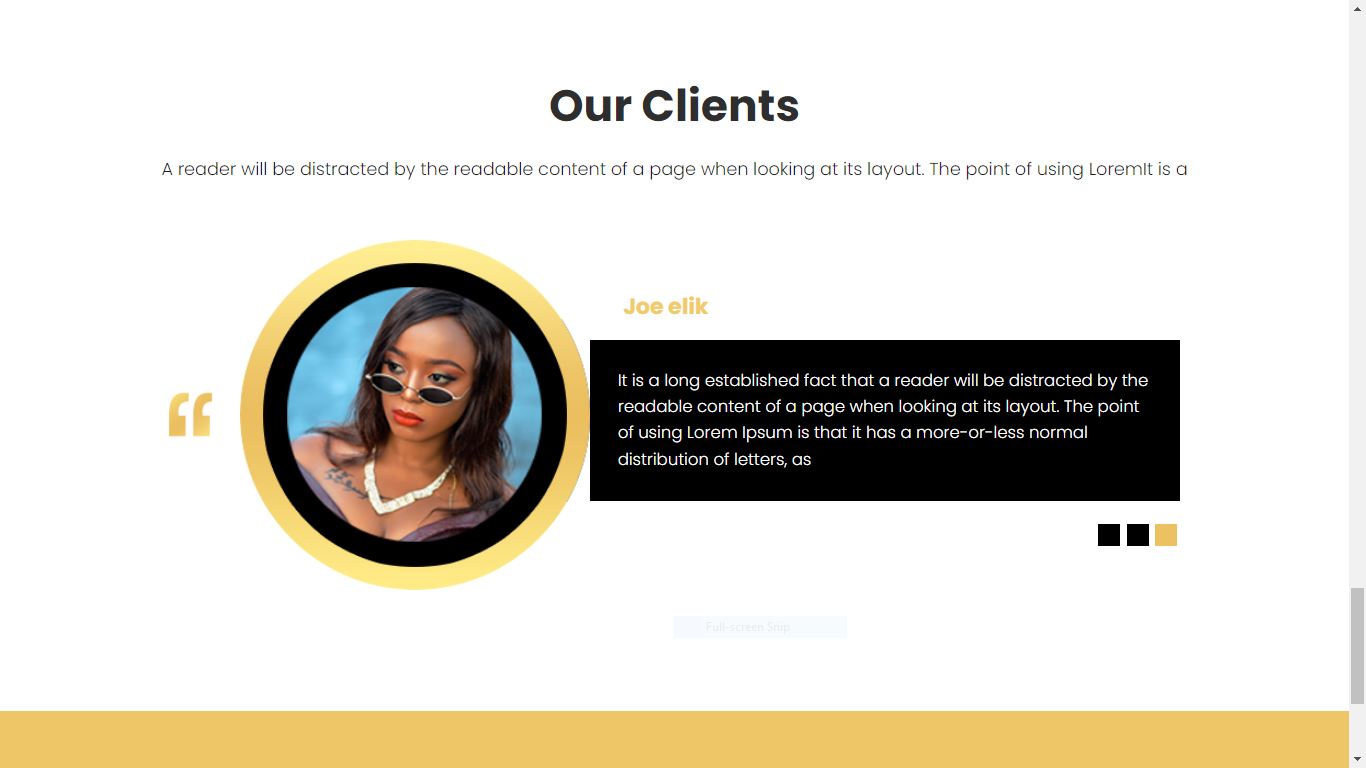 Our Clients
A reader will be distracted by the readable content of a page when looking at its layout. The point of using LoremIt is a
Joe elik
“
It is a long established fact that a reader will be distracted by the
readable content of a page when looking at its layout. The point
of using Lorem Ipsum is that it has a more-or-less normal
distribution of letters, as
Full-screen Snip